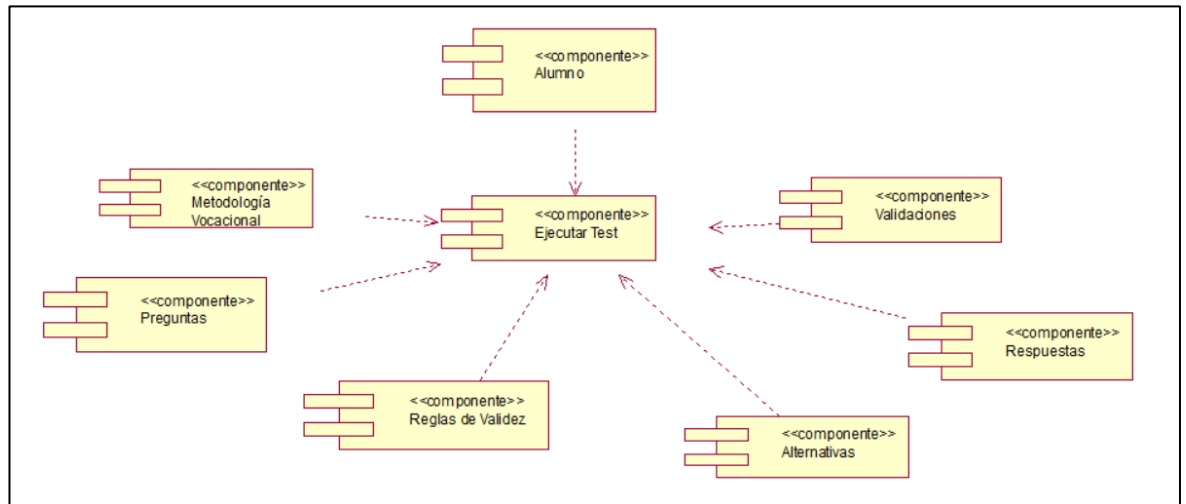 <<componente>>
Alumno
<<componente>>
Metodología
Vocacional
<<componente>>
Ejecutar Test
<<componente>>
Validaciones
<<componente>>
Preguntas
<<componente>>
Respuestas
<<componente>>
Reglas de Validez
<<componente>>
Alternativas